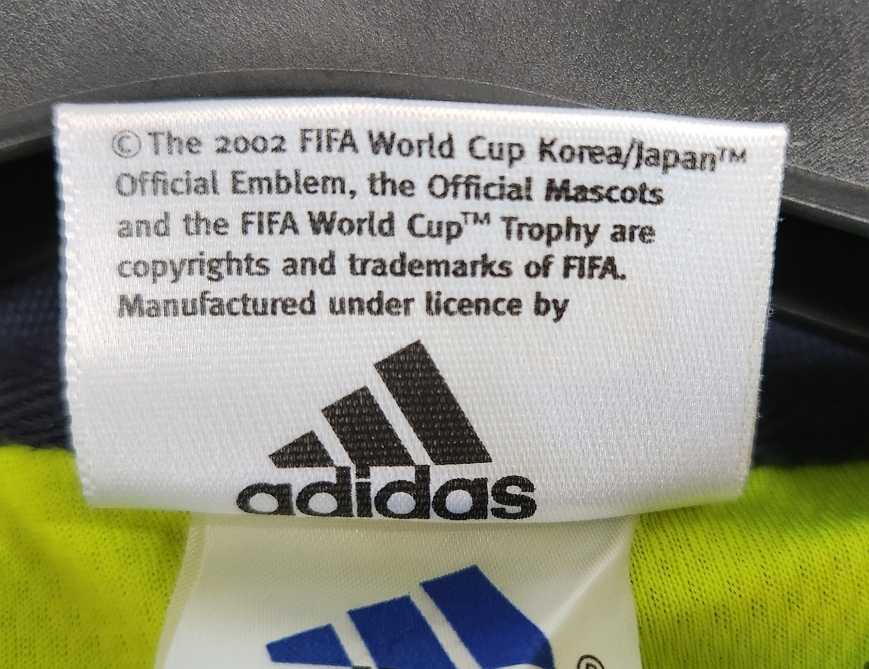 © The 2002 FIFA World Cup Korea/Japan™
Official Emblem, the Official Mascots
and the FIFA World Cup™ Trophy are
copyrights and trademarks of FIFA.
Manufactured under licence by
adidas
®